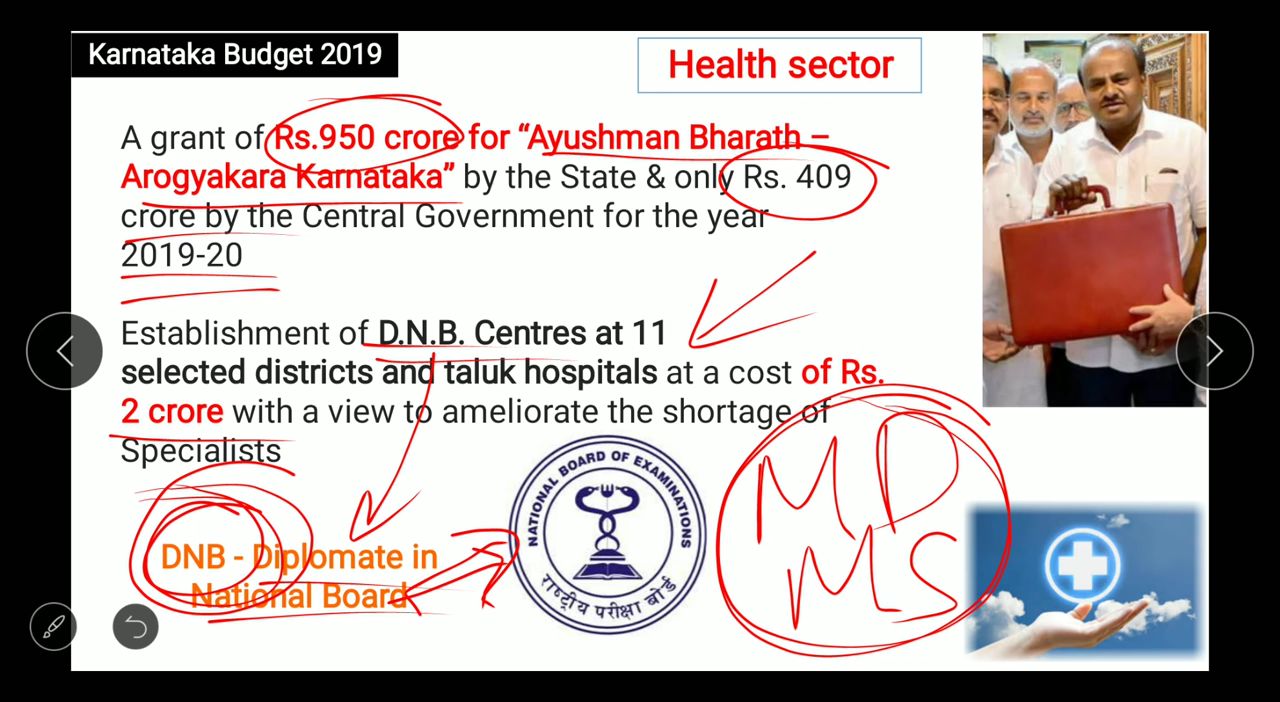 Karnataka Budget 2019
Health sector
A grant of Rs.950 crore for “Ayushman Bharath –
Arogyakara Karnataka” by the State & only Rs. 409
crore by the Central Government for the year
2019-20
Establishment of D.N.B. Centres at 11
selected districts and taluk hospitals at a cost of Rs.
2 crore with a view to ameliorate the shortage of
Specialists
DNB - Diplomate in
National Board
NATIONAL BOARD OF EXAMINATIONS
राष्ट्रीय परीक्षा बोर्ड
MD
MS